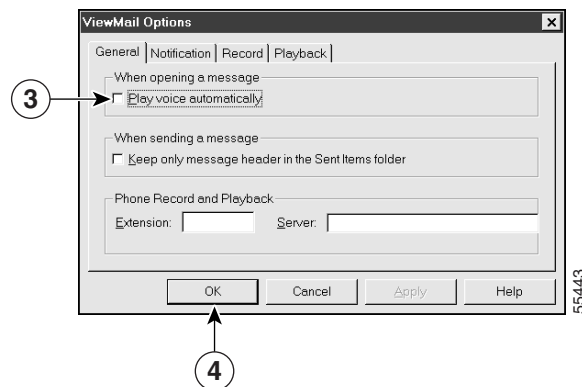 ViewMail Options
General Notification Record Playback
When opening a message
3
Play voice automatically
When sending a message
Keep only message header in the Sent Items folder
Phone Record and Playback
Extension: Server:
OK Cancel Apply Help
55443
4